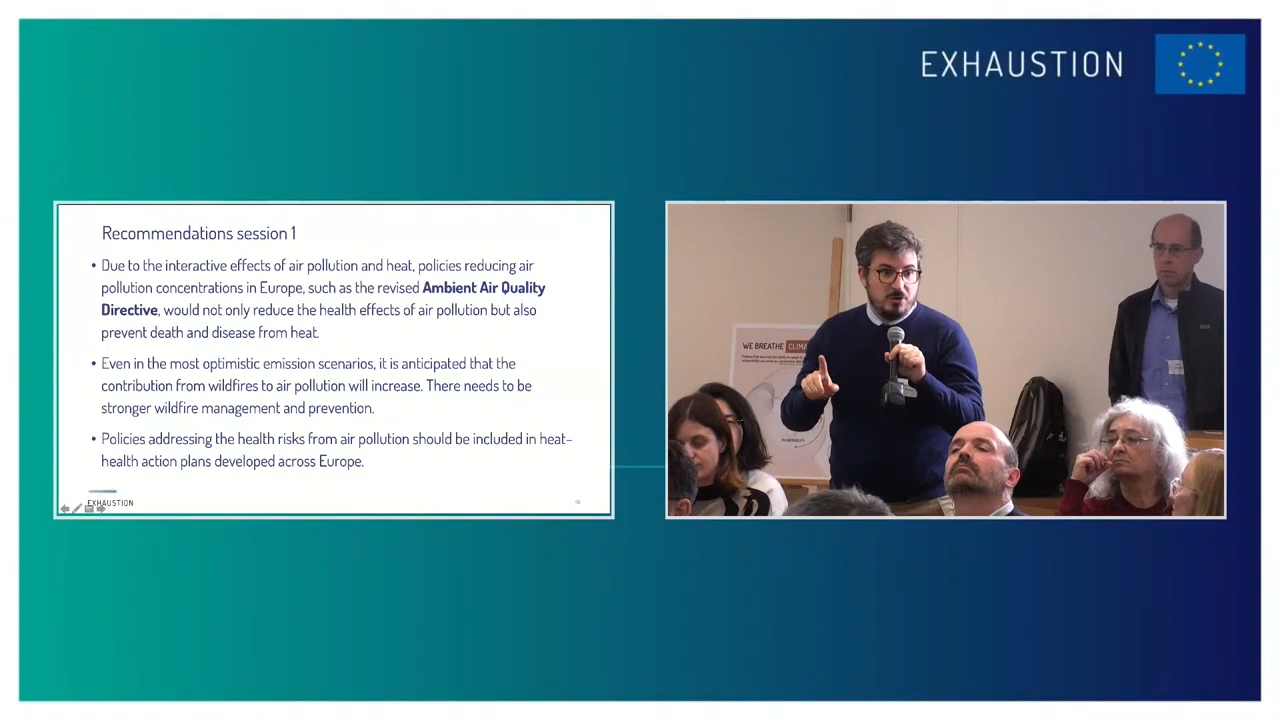 EXHAUSTION
Recommendations session 1
• Due to the interactive effects of air pollution and heat, policies reducing air
pollution concentrations in Europe, such as the revised Ambient Air Quality
Directive, would not only reduce the health effects of air pollution but also
prevent death and disease from heat.
• Even in the most optimistic emission scenarios, it is anticipated that the
contribution from wildfires to air pollution will increase. There needs to be
stronger wildfire management and prevention.
• Policies addressing the health risks from air pollution should be included in heat-
health action plans developed across Europe.
EXHAUSTION
WE BREATHE CLIMA